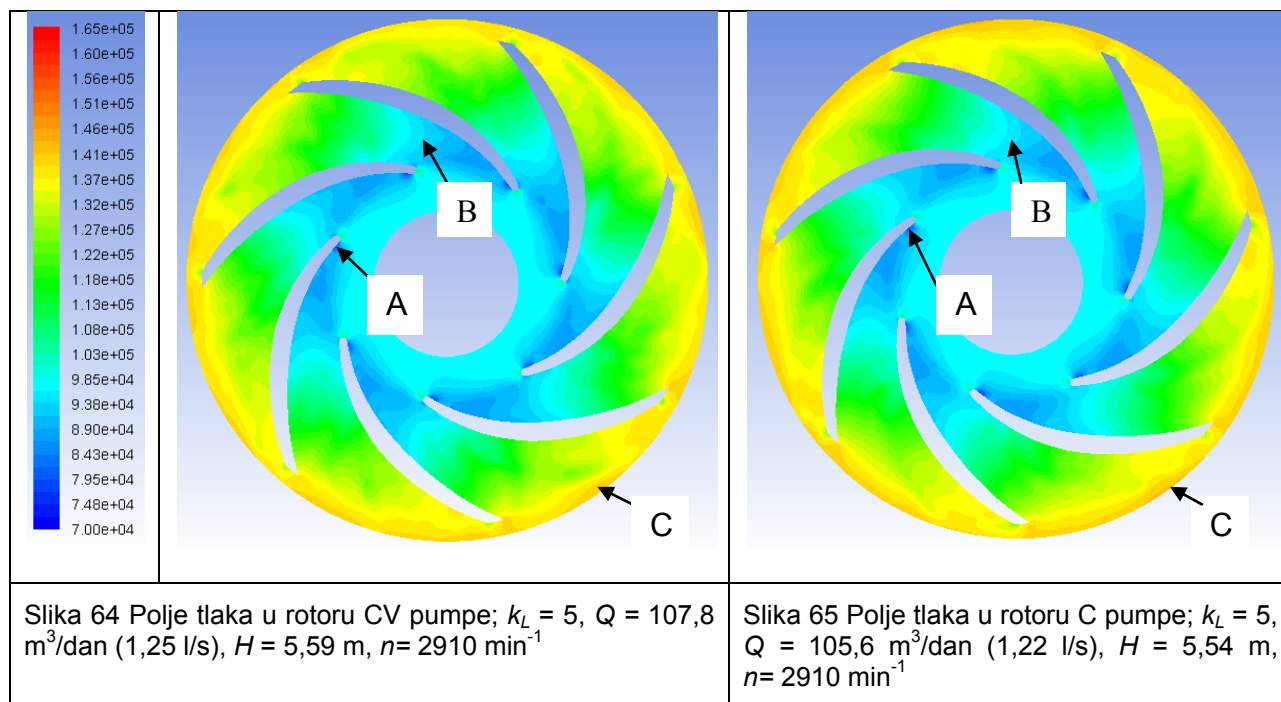 1.65e+05
1.60e+05
1.56e+05
1.51e+05
1.46e+05
1.41e+05
1.37e+05
1.32e+05
1.27e+05
1.22e+05
1.18e+05
1.13e+05
1.08e+05
1.03e+05
9.85e+04
9.38e+04
8.90e+04
8.43e+04
7.95e+04
7.48e+04
7.00e+04
B
A
C
B
A
C
Slika 64 Polje tlaka u rotoru CV pumpe; k_L = 5, Q = 107,8
m³/dan (1,25 l/s), H = 5,59 m, n= 2910 min⁻¹
Slika 65 Polje tlaka u rotoru C pumpe; k_L = 5,
Q = 105,6 m³/dan (1,22 l/s), H = 5,54 m,
n= 2910 min⁻¹